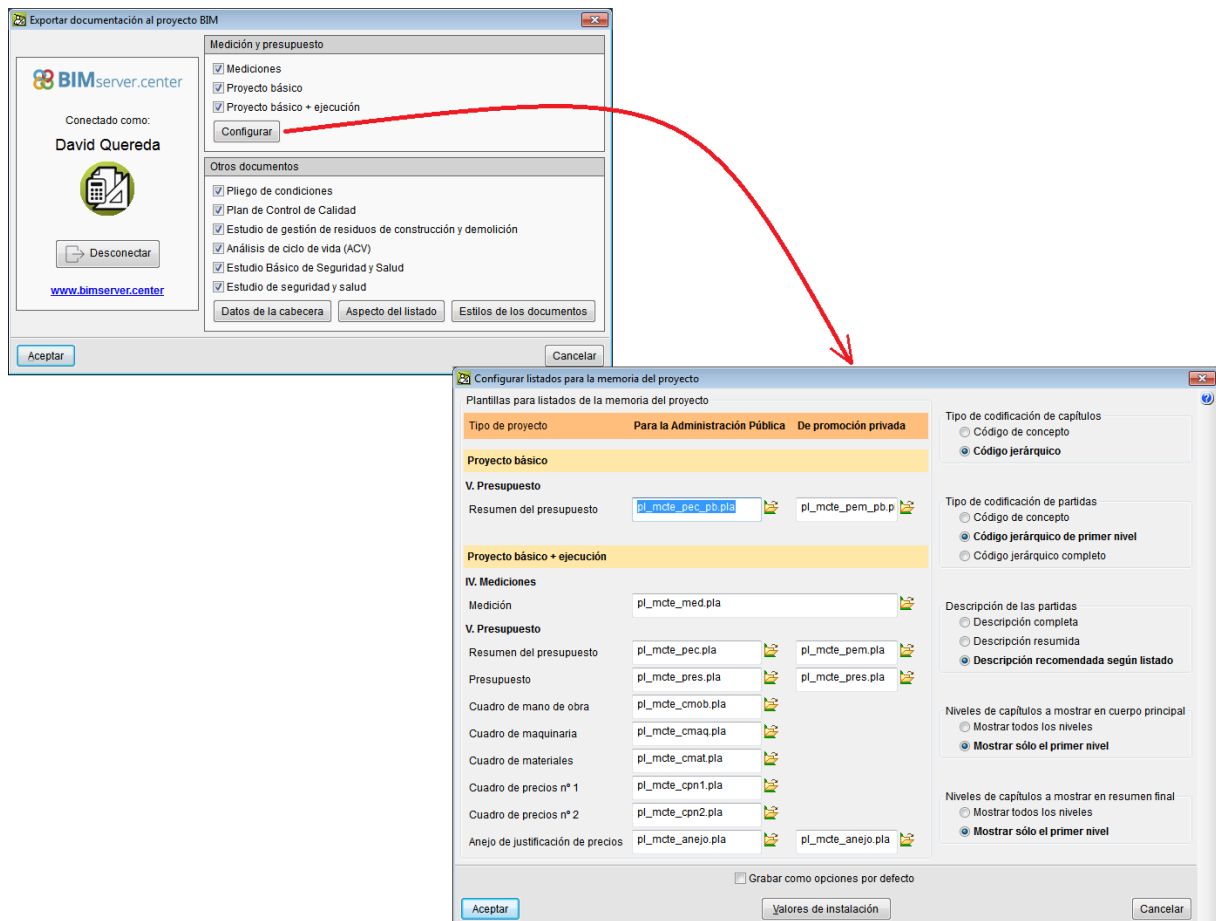 Exportar documentación al proyecto BIM
BIMserver.center
Conectado como:
David Quereda
Desconectar
www.bimserver.center
Medición y presupuesto
Mediciones
Proyecto básico
Proyecto básico + ejecución
Configurar
Otros documentos
Pliego de condiciones
Plan de Control de Calidad
Estudio de gestión de residuos de construcción y demolición
Análisis de ciclo de vida (ACV)
Estudio Básico de Seguridad y Salud
Estudio de seguridad y salud
Datos de la cabecera Aspecto del listado Estilos de los documentos
Aceptar Cancelar
Configurar listados para la memoria del proyecto
Plantillas para listados de la memoria del proyecto
Tipo de proyecto Para la Administración Pública De promoción privada
Proyecto básico
V. Presupuesto
Resumen del presupuesto pl_mcte_pec_pb.pla pl_mcte_pem_pb.p
Proyecto básico + ejecución
IV. Mediciones
Medición pl_mcte_med.pla
V. Presupuesto
Resumen del presupuesto pl_mcte_pec.pla pl_mcte_pem.pla
Presupuesto pl_mcte_pres.pla pl_mcte_pres.pla
Cuadro de mano de obra pl_mcte_cmob.pla
Cuadro de maquinaria pl_mcte_cmaq.pla
Cuadro de materiales pl_mcte_cmat.pla
Cuadro de precios nº 1 pl_mcte_cpn1.pla
Cuadro de precios nº 2 pl_mcte_cpn2.pla
Anejo de justificación de precios pl_mcte_anejo.pla pl_mcte_anejo.pla
Tipo de codificación de capítulos
Código de concepto
Código jerárquico
Tipo de codificación de partidas
Código de concepto
Código jerárquico de primer nivel
Código jerárquico completo
Descripción de las partidas
Descripción completa
Descripción resumida
Descripción recomendada según listado
Niveles de capítulos a mostrar en cuerpo principal
Mostrar todos los niveles
Mostrar sólo el primer nivel
Niveles de capítulos a mostrar en resumen final
Mostrar todos los niveles
Mostrar sólo el primer nivel
Grabar como opciones por defecto
Aceptar Valores de instalación Cancelar